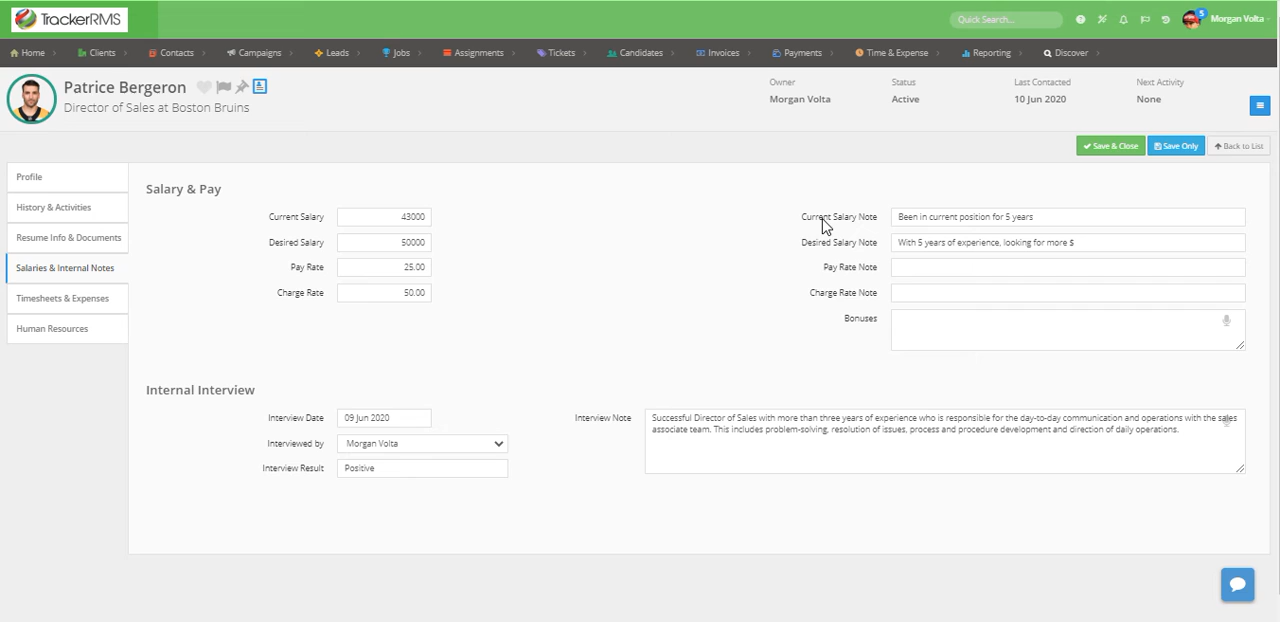 TrackerRMS
Quick Search...
5
Morgan Volta
Home
Clients
Contacts
Campaigns
Leads
Jobs
Assignments
Tickets
Candidates
Invoices
Payments
Time & Expense
Reporting
Discover
Patrice Bergeron
Director of Sales at Boston Bruins
Owner
Morgan Volta
Status
Active
Last Contacted
10 Jun 2020
Next Activity
None
Save & Close
Save Only
Back to List
Profile
History & Activities
Resume Info & Documents
Salaries & Internal Notes
Timesheets & Expenses
Human Resources
Salary & Pay
Current Salary 43000
Desired Salary 50000
Pay Rate 25.00
Charge Rate 50.00
Current Salary Note Been in current position for 5 years
Desired Salary Note With 5 years of experience, looking for more $
Pay Rate Note
Charge Rate Note
Bonuses
Internal Interview
Interview Date 09 Jun 2020
Interviewed by Morgan Volta
Interview Result Positive
Interview Note
Successful Director of Sales with more than three years of experience who is responsible for the day-to-day communication and operations with the sales
associate team. This includes problem-solving, resolution of issues, process and procedure development and direction of daily operations.